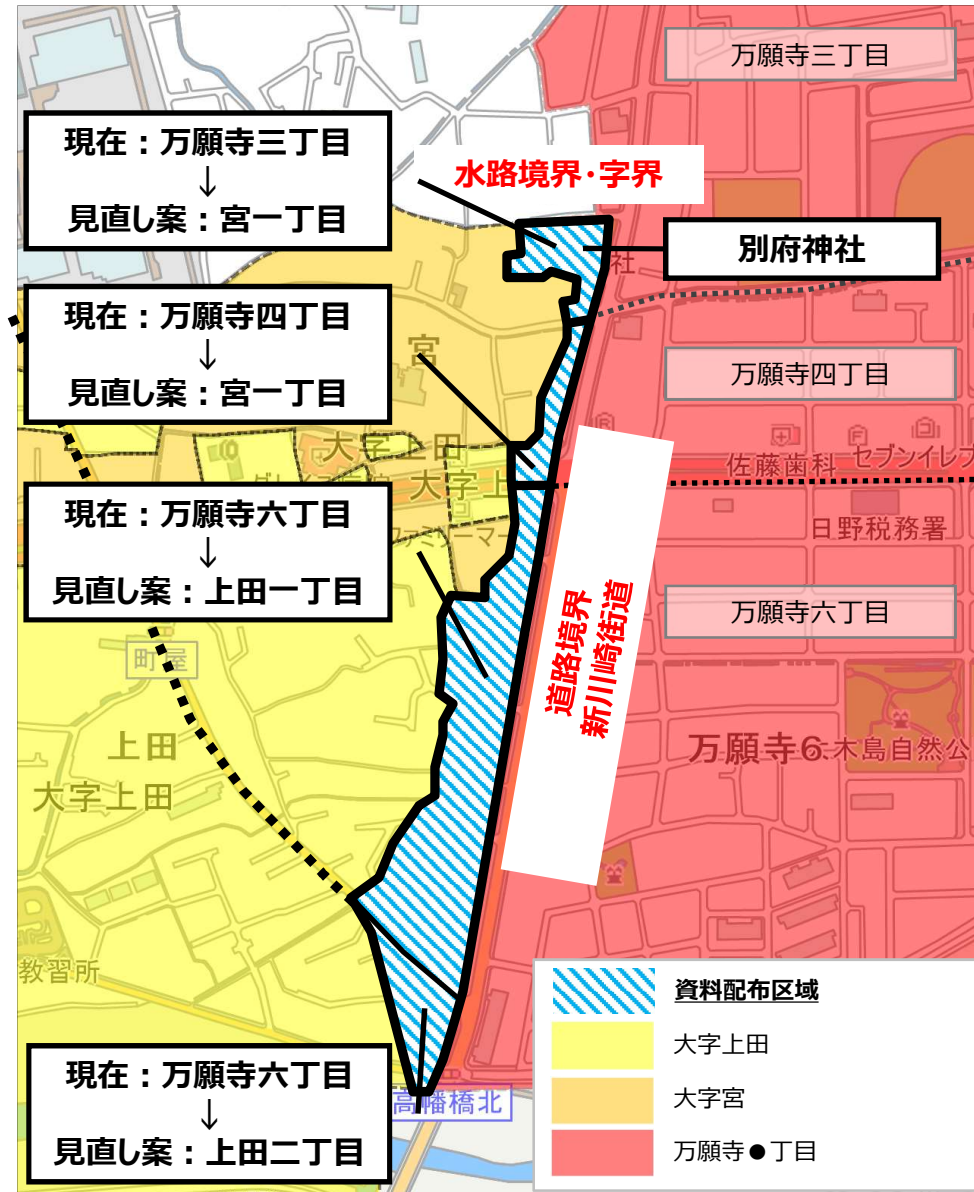 万願寺三丁目
現在：万願寺三丁目
↓
見直し案：宮一丁目
水路境界・字界
別府神社
社
現在：万願寺四丁目
↓
見直し案：宮一丁目
宮
万願寺四丁目
大字上田
大字上
佐藤歯科
セブンイレブ
現在：万願寺六丁目
↓
見直し案：上田一丁目
ファミリーマー
日野税務署
万願寺六丁目
道路境界
新川崎街道
町屋
上田
大字上田
万願寺6
木島自然公
教習所
現在：万願寺六丁目
↓
見直し案：上田二丁目
高幡橋北
資料配布区域
大字上田
大字宮
万願寺●丁目